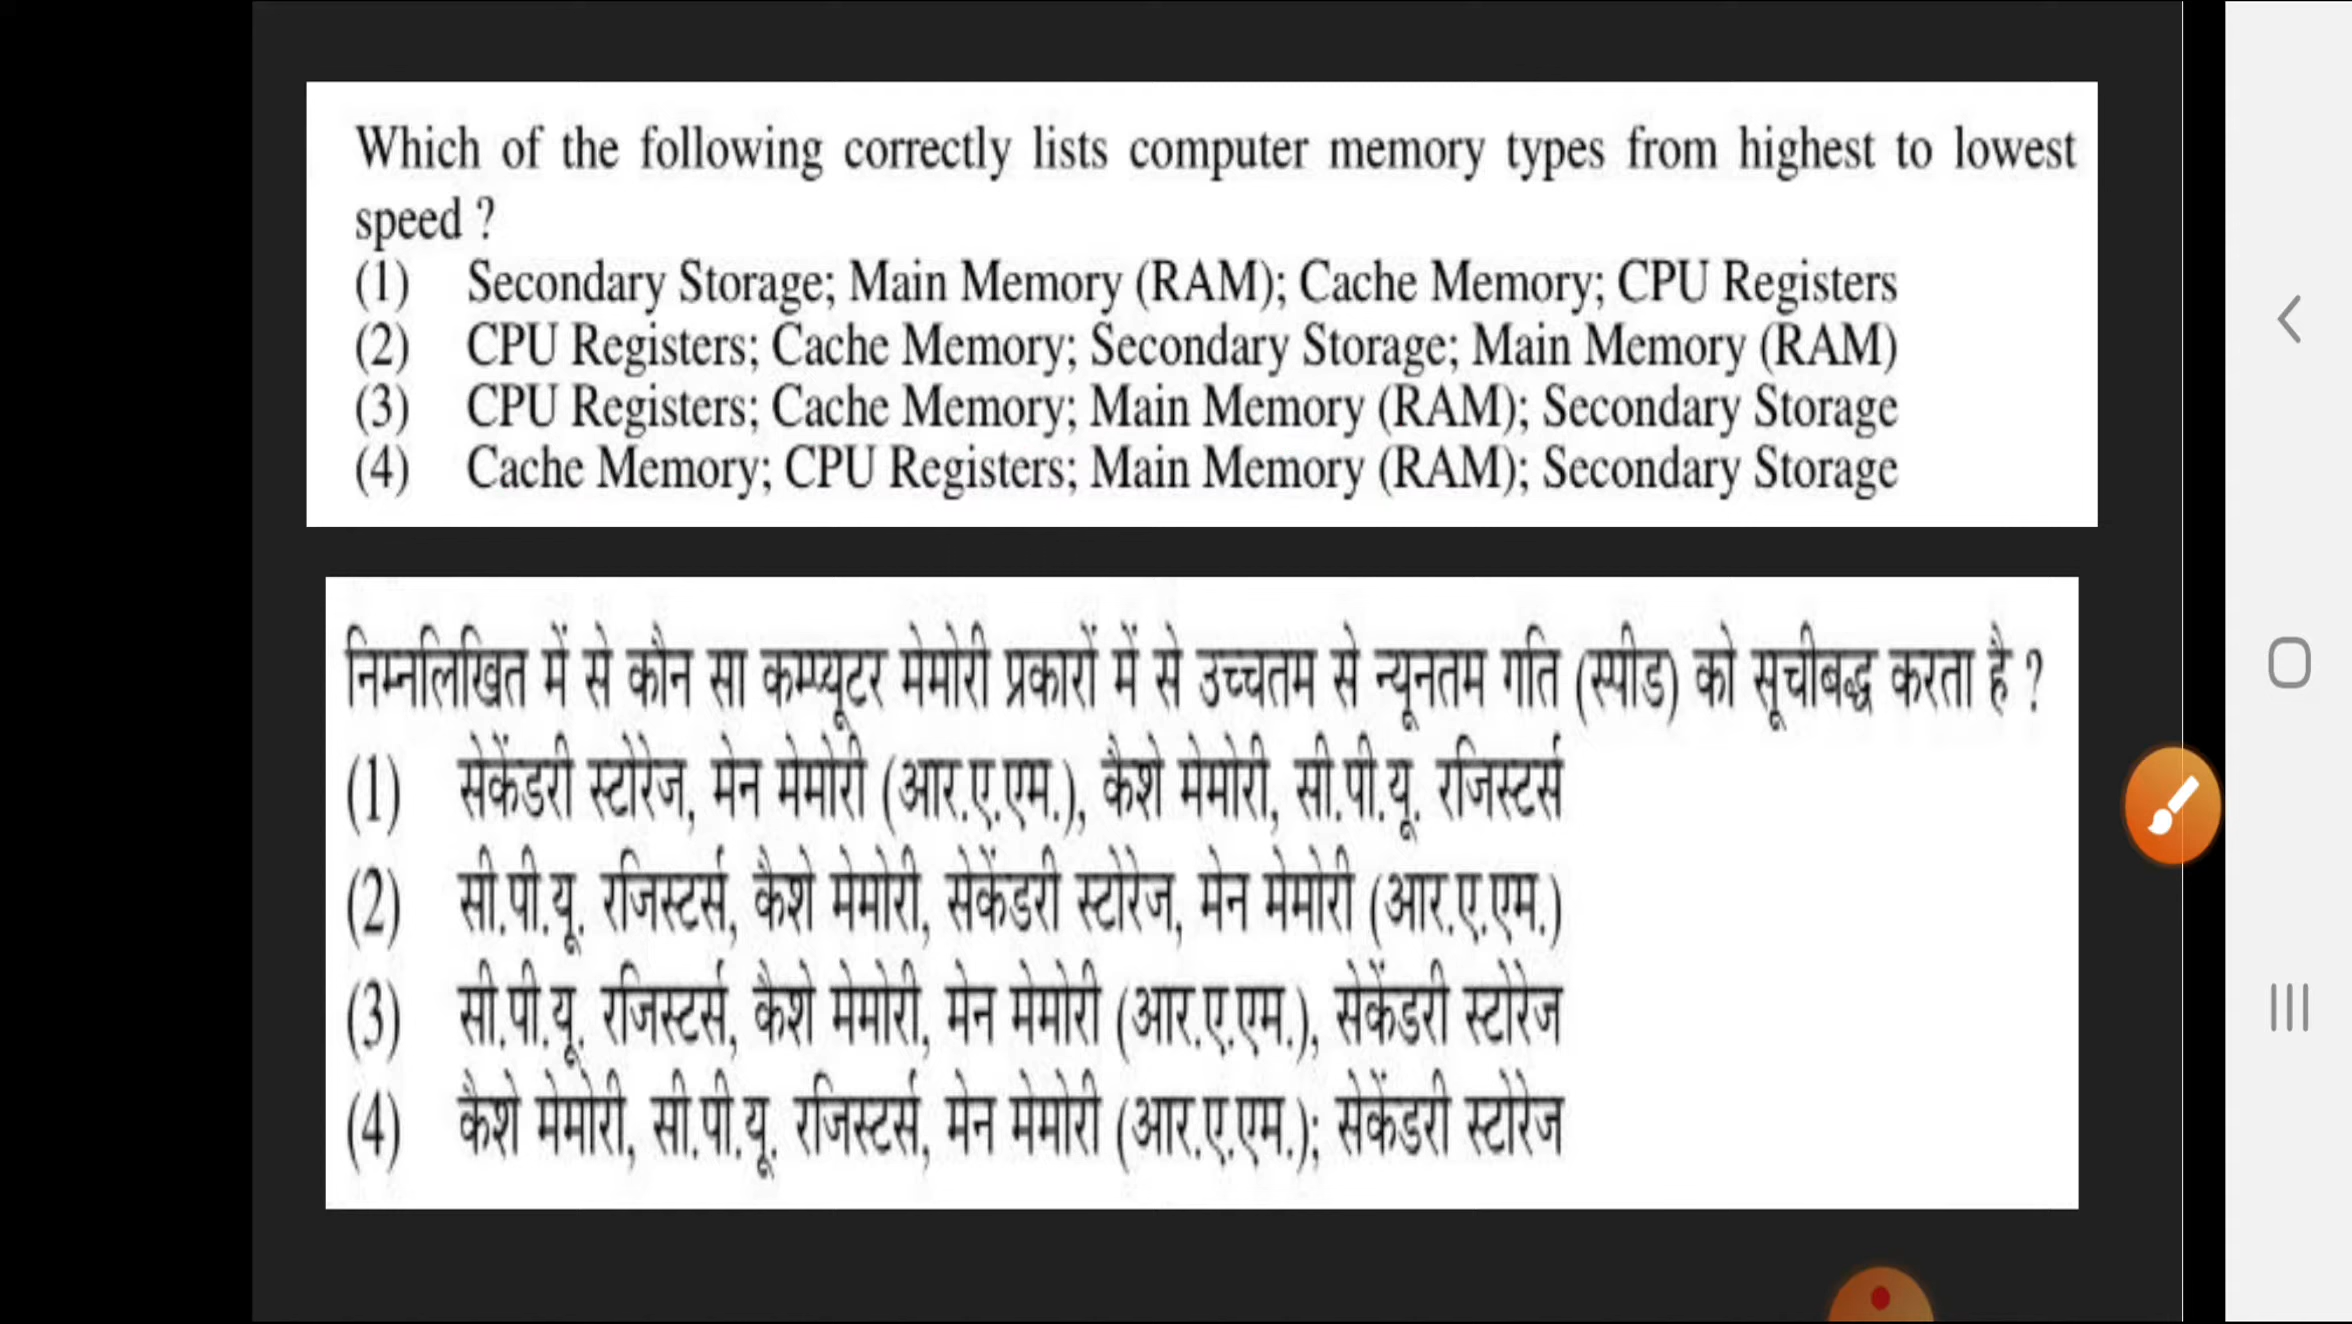 Which of the following correctly lists computer memory types from highest to lowest
speed ?
(1) Secondary Storage; Main Memory (RAM); Cache Memory; CPU Registers
(2) CPU Registers; Cache Memory; Secondary Storage; Main Memory (RAM)
(3) CPU Registers; Cache Memory; Main Memory (RAM); Secondary Storage
(4) Cache Memory; CPU Registers; Main Memory (RAM); Secondary Storage
निम्नलिखित में से कौन सा कम्प्यूटर मेमोरी प्रकारों में से उच्चतम से न्यूनतम गति (स्पीड) को सूचीबद्ध करता है ?
(1) सेकेंडरी स्टोरेज, मेन मेमोरी (आर.ए.एम.), कैशे मेमोरी, सी.पी.यू. रजिस्टर्स
(2) सी.पी.यू. रजिस्टर्स, कैशे मेमोरी, सेकेंडरी स्टोरेज, मेन मेमोरी (आर.ए.एम.)
(3) सी.पी.यू. रजिस्टर्स, कैशे मेमोरी, मेन मेमोरी (आर.ए.एम.), सेकेंडरी स्टोरेज
(4) कैशे मेमोरी, सी.पी.यू. रजिस्टर्स, मेन मेमोरी (आर.ए.एम.); सेकेंडरी स्टोरेज